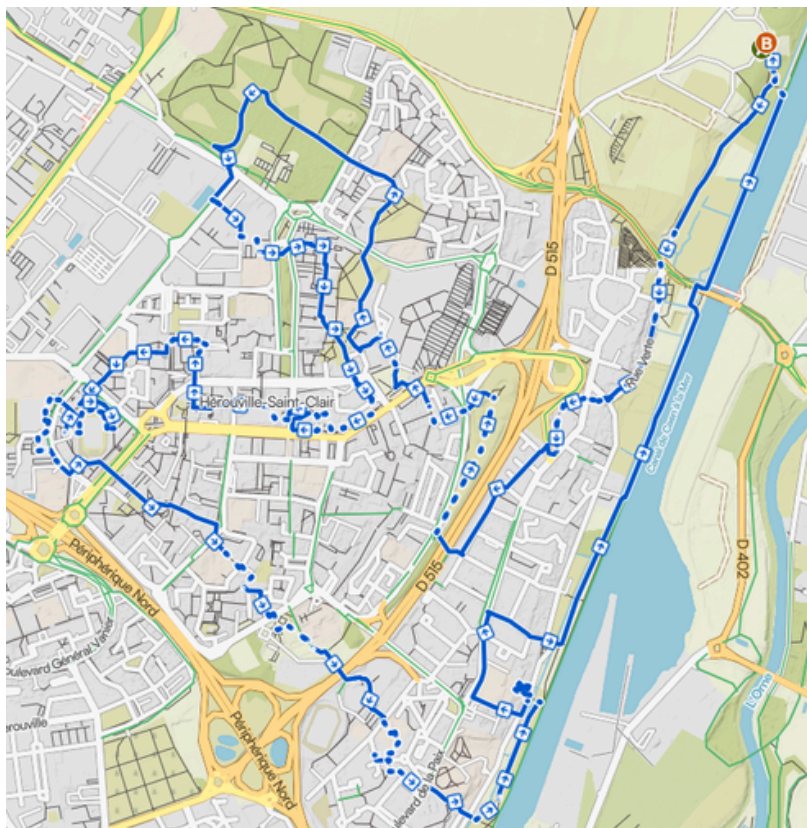 B
D 515
Rue Verte
Hérouville-Saint-Clair
Canal de Caen à la Mer
D 402
Périphérique Nord
D 515
Boulevard Général Vanier
L'Orne
Hérouville
Périphérique Nord
Boulevard de la Paix